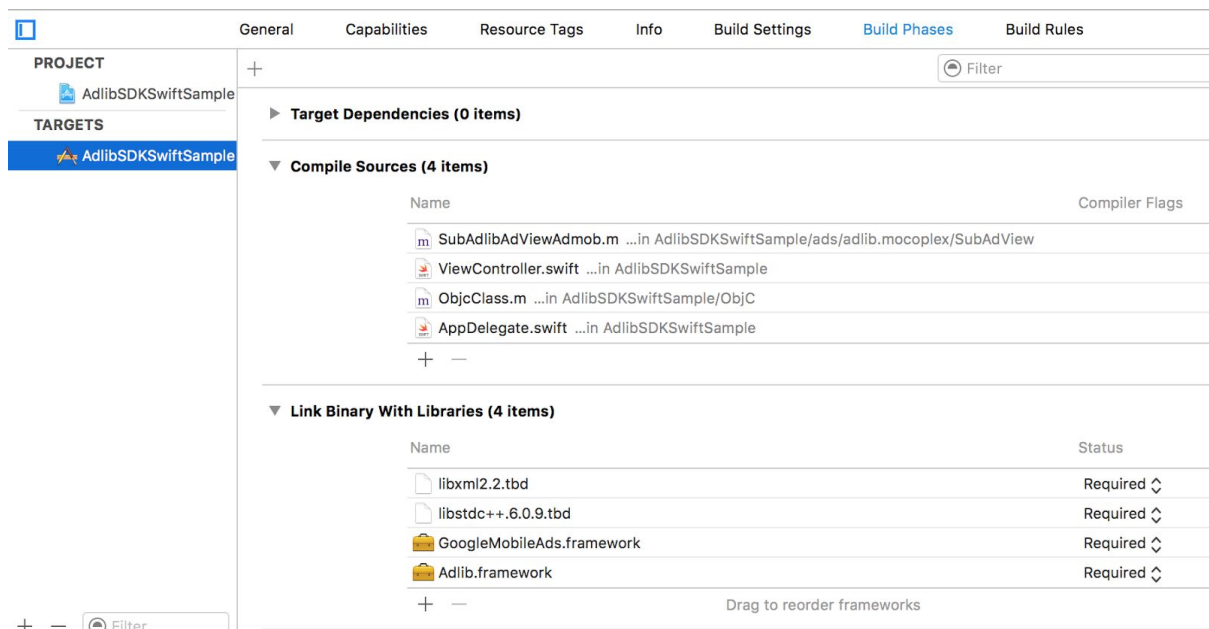 General Capabilities Resource Tags Info Build Settings Build Phases Build Rules
PROJECT
Filter
AdlibSDKSwiftSample
TARGETS
Target Dependencies (0 items)
AdlibSDKSwiftSample
Compile Sources (4 items)
Name Compiler Flags
m SubAdlibAdViewAdmob.m ...in AdlibSDKSwiftSample/ads/adlib.mocoplex/SubAdView
ViewController.swift ...in AdlibSDKSwiftSample
m ObjcClass.m ...in AdlibSDKSwiftSample/ObjC
AppDelegate.swift ...in AdlibSDKSwiftSample
Link Binary With Libraries (4 items)
Name Status
libxml2.2.tbd Required
libstdc++.6.0.9.tbd Required
GoogleMobileAds.framework Required
Adlib.framework Required
Drag to reorder frameworks
Filter